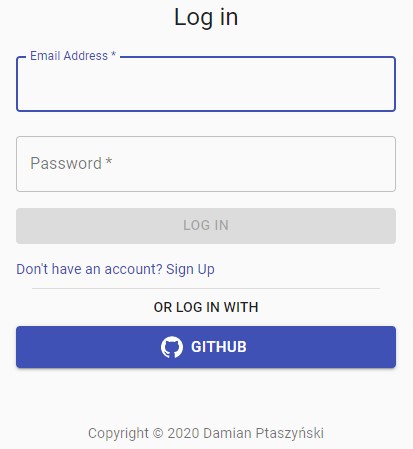 Log in
Email Address *
Password *
LOG IN
Don't have an account? Sign Up
OR LOG IN WITH
GITHUB
Copyright © 2020 Damian Ptaszyński